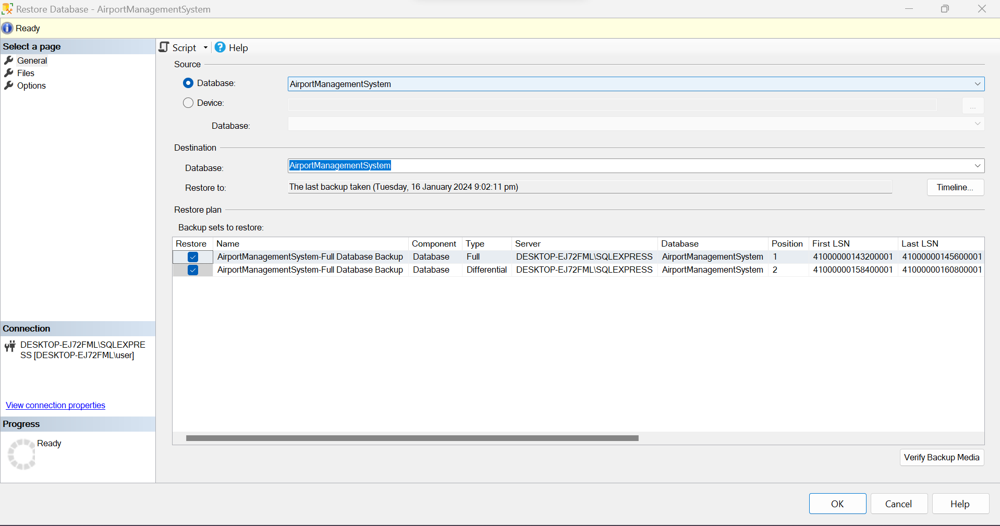 Restore Database - AirportManagementSystem
Ready
Select a page
General
Files
Options
Script
Help
Source
Database:
AirportManagementSystem
Device:
...
Database:
Destination
Database:
AirportManagementSystem
Restore to:
The last backup taken (Tuesday, 16 January 2024 9:02:11 pm)
Timeline...
Restore plan
Backup sets to restore:
Restore Name Component Type Server Database Position First LSN Last LSN
AirportManagementSystem-Full Database Backup Database Full DESKTOP-EJ72FML\SQLEXPRESS AirportManagementSystem 1 41000000143200001 41000000145600001
AirportManagementSystem-Full Database Backup Database Differential DESKTOP-EJ72FML\SQLEXPRESS AirportManagementSystem 2 41000000158400001 41000000160800001
Connection
DESKTOP-EJ72FML\SQLEXPRE
SS [DESKTOP-EJ72FML\user]
View connection properties
Progress
Ready
Verify Backup Media
OK Cancel Help